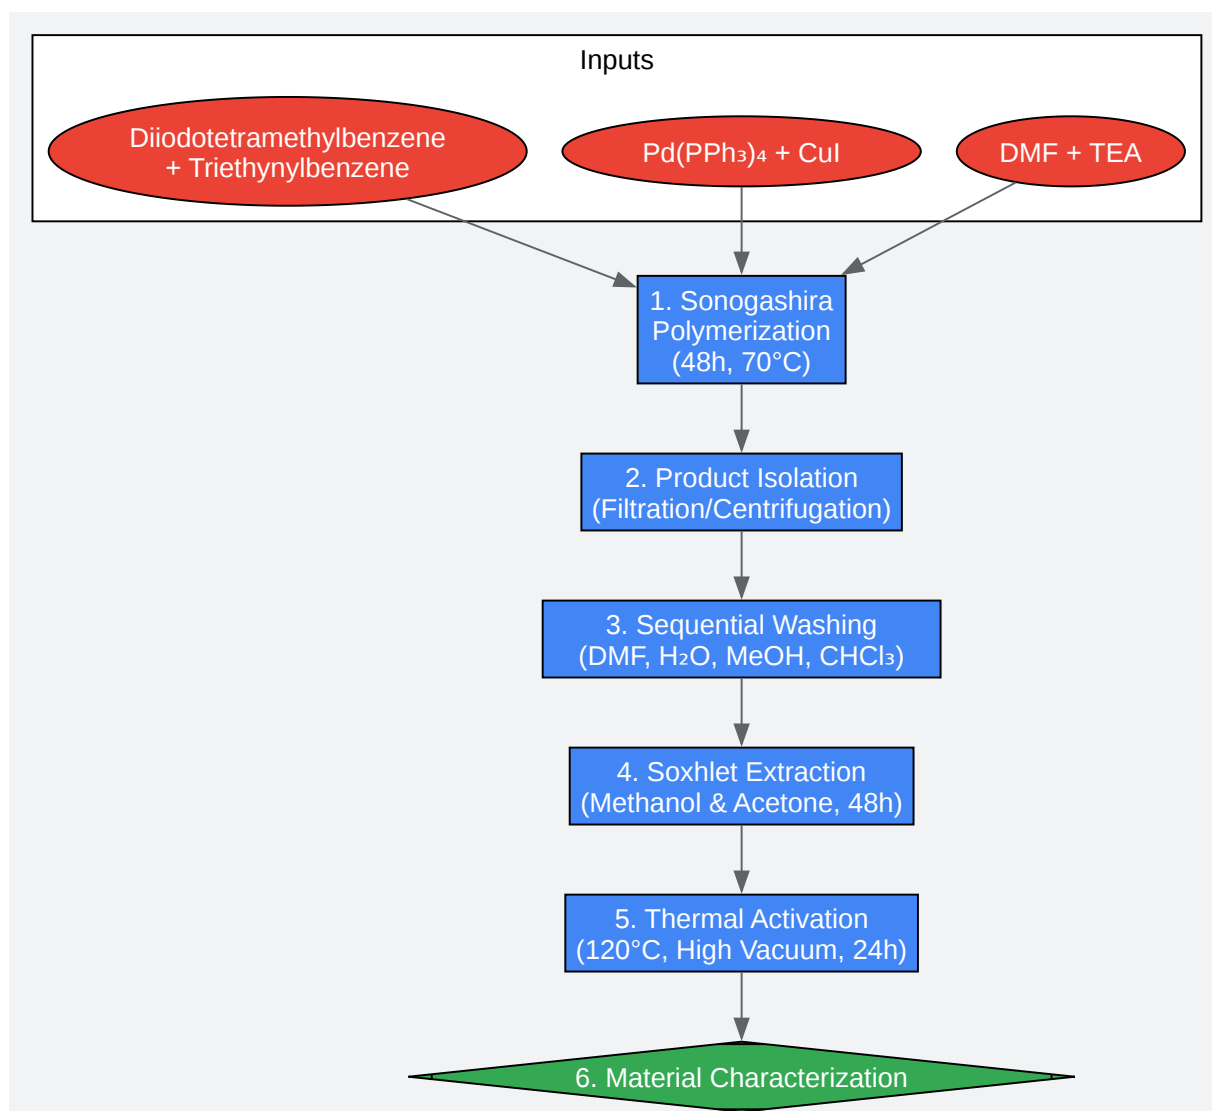 Inputs
Diiodotetramethylbenzene
+ Triethynylbenzene
Pd(PPh₃)₄ + CuI
DMF + TEA
1. Sonogashira
Polymerization
(48h, 70°C)
2. Product Isolation
(Filtration/Centrifugation)
3. Sequential Washing
(DMF, H₂O, MeOH, CHCl₃)
4. Soxhlet Extraction
(Methanol & Acetone, 48h)
5. Thermal Activation
(120°C, High Vacuum, 24h)
6. Material Characterization